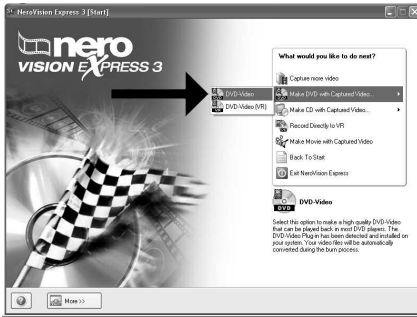 NeroVision Express 3 [Start]
nero
VISION EXPRESS 3
What would you like to do next?
Capture more video
Make DVD with Captured Video...
DVD-Video
DVD-Video (VR)
Make CD with Captured Video...
Record Directly to VR
Make Movie with Captured Video
Back To Start
Exit NeroVision Express
DVD
DVD-Video
Select this option to make a high quality DVD-Video
that can be played back in most DVD players. The
DVD-Video Plug-in has been detected and installed on
your system. Your video files will be automatically
converted during the burn process.
?
More >>